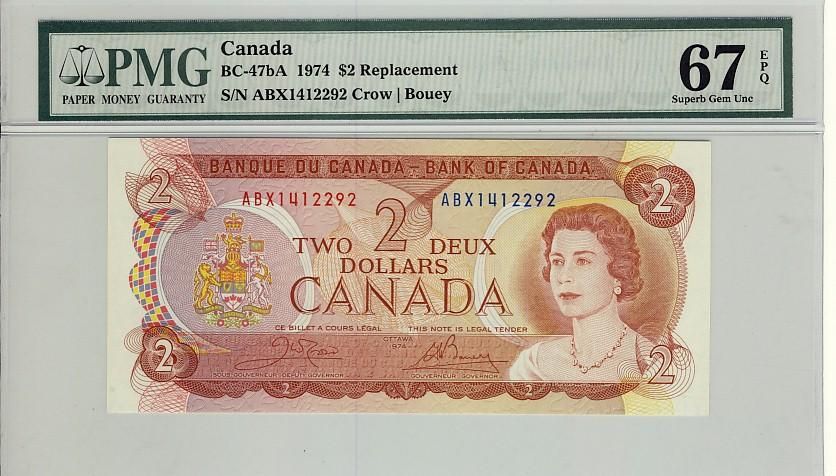 PMG
PAPER MONEY GUARANTY
Canada
BC-47bA 1974 $2 Replacement
S/N ABX1412292 Crow | Bouey
67 EPQ
Superb Gem Unc
BANQUE DU CANADA – BANK OF CANADA
2 2
ABX1412292 ABX1412292
TWO 2 DEUX
DOLLARS
CANADA
CE BILLET A COURS LÉGAL THIS NOTE IS LEGAL TENDER
OTTAWA
1974
SOUS-GOUVERNEUR - DEPUTY GOVERNOR GOUVERNEUR - GOVERNOR
2 2
2 2